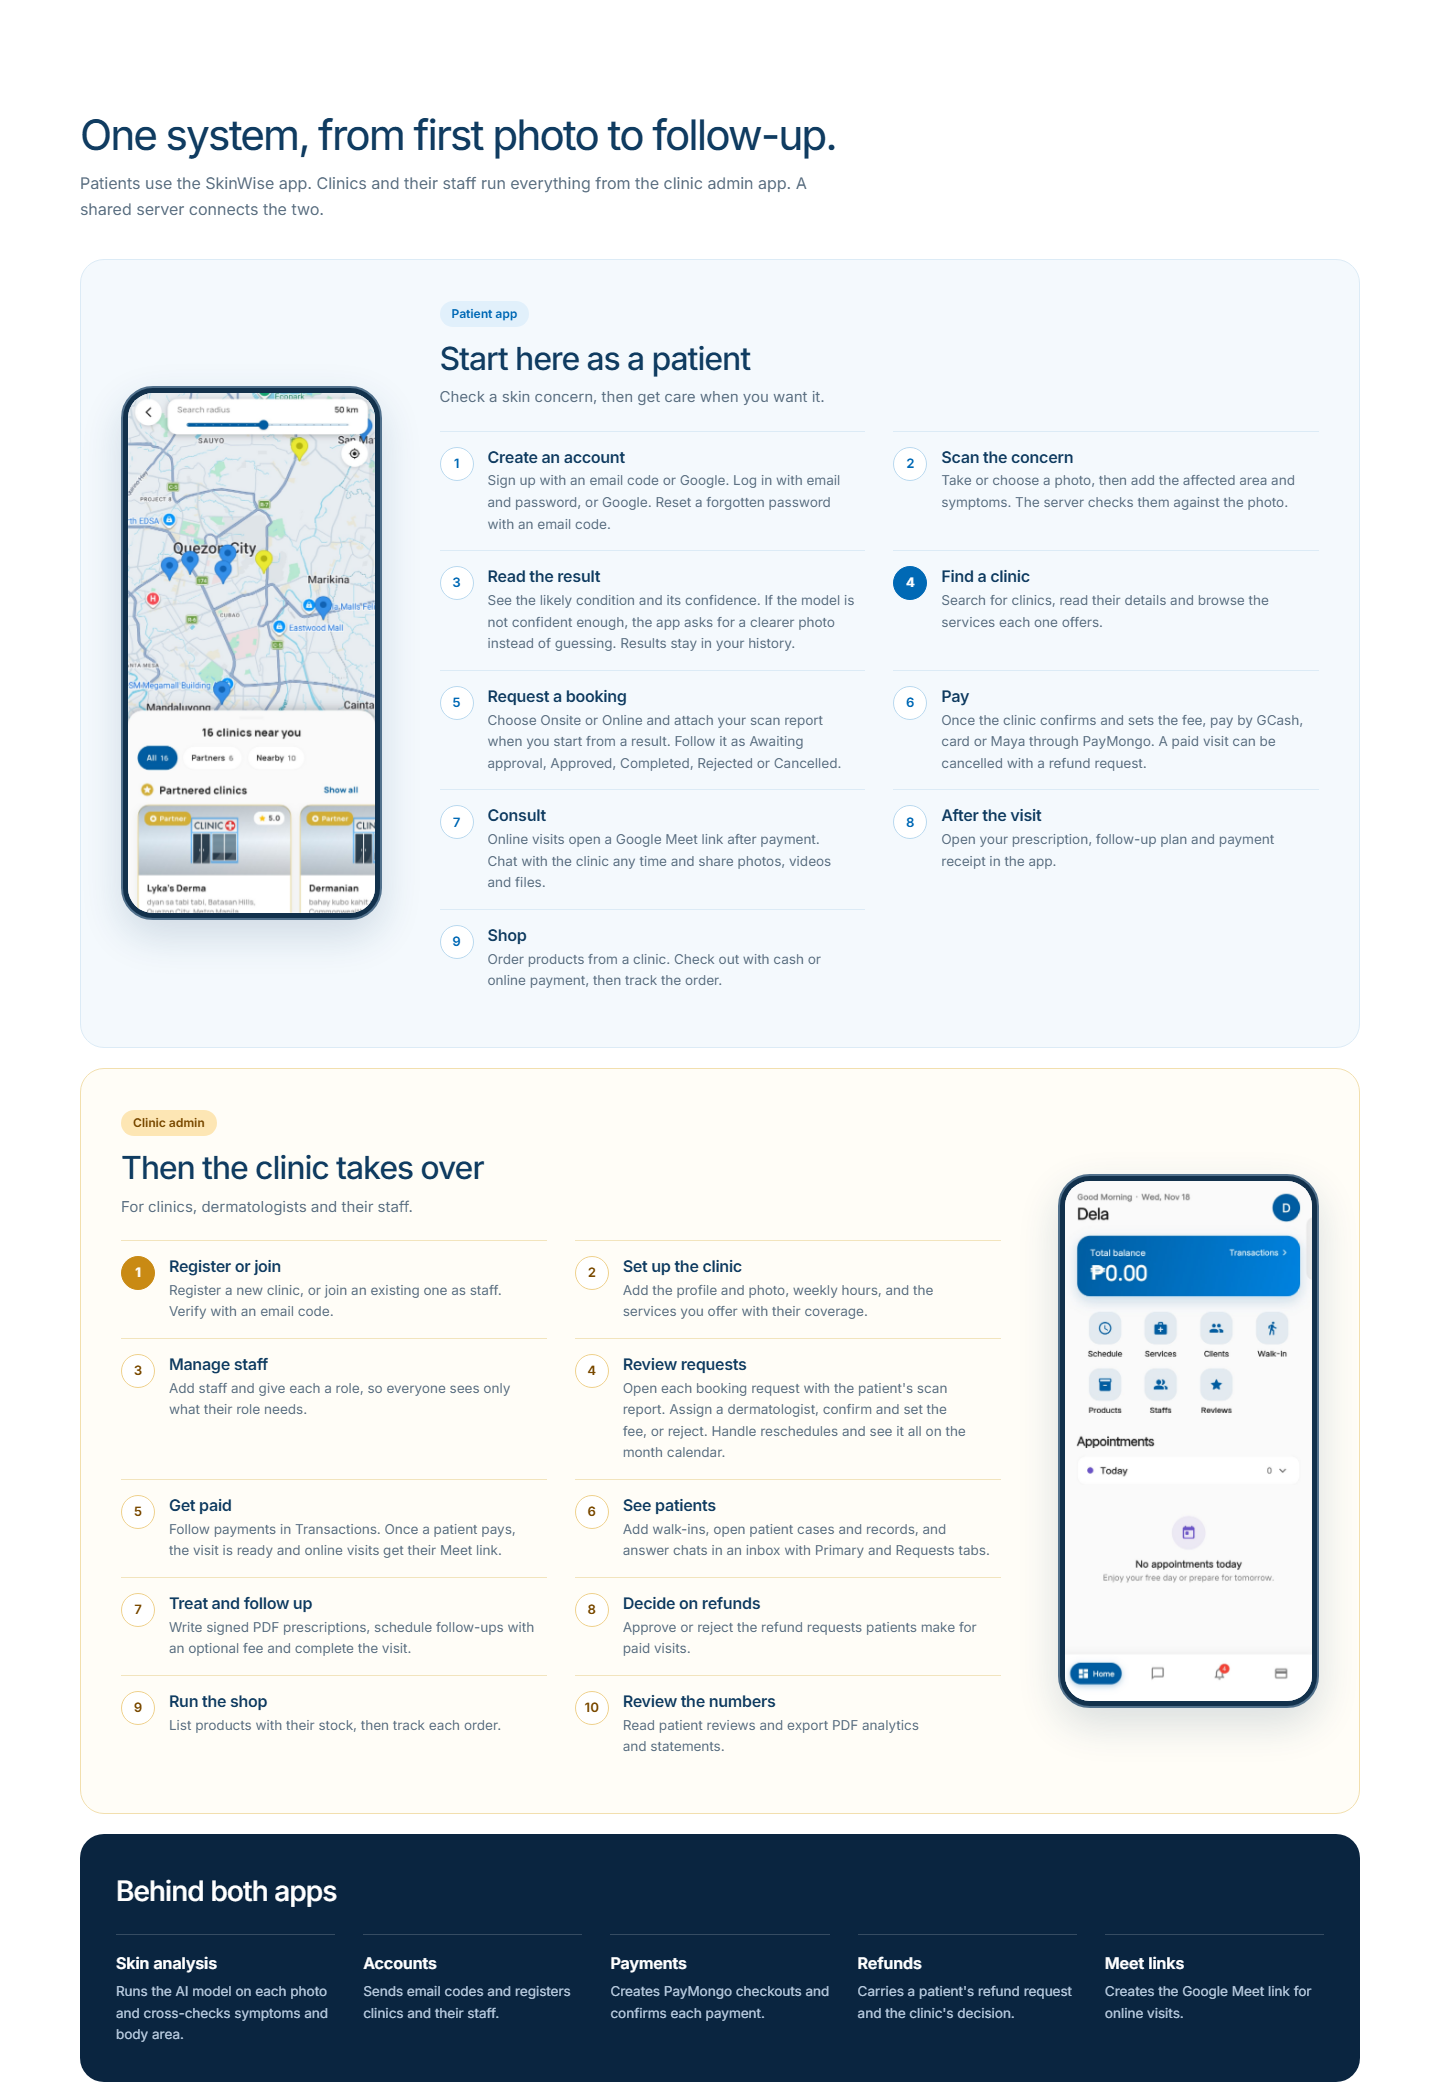 One system, from first photo to follow-up.
Patients use the SkinWise app. Clinics and their staff run everything from the clinic admin app. A
shared server connects the two.
Patient app
Start here as a patient
Check a skin concern, then get care when you want it.
1
Create an account
Sign up with an email code or Google. Log in with email
and password, or Google. Reset a forgotten password
with an email code.
2
Scan the concern
Take or choose a photo, then add the affected area and
symptoms. The server checks them against the photo.
3
Read the result
See the likely condition and its confidence. If the model is
not confident enough, the app asks for a clearer photo
instead of guessing. Results stay in your history.
4
Find a clinic
Search for clinics, read their details and browse the
services each one offers.
5
Request a booking
Choose Onsite or Online and attach your scan report
when you start from a result. Follow it as Awaiting
approval, Approved, Completed, Rejected or Cancelled.
6
Pay
Once the clinic confirms and sets the fee, pay by GCash,
card or Maya through PayMongo. A paid visit can be
cancelled with a refund request.
7
Consult
Online visits open a Google Meet link after payment.
Chat with the clinic any time and share photos, videos
and files.
8
After the visit
Open your prescription, follow-up plan and payment
receipt in the app.
9
Shop
Order products from a clinic. Check out with cash or
online payment, then track the order.
Ecopark
Search radius 50 km
SAUYO
San Ma
PROJECT 8
th EDSA
Quezon City
Marikina
CUBAO
Eastwood Mall
ANTA MESA
SM Megamall Building
Mandaluyong
Cainta
16 clinics near you
All 16 Partners 6 Nearby 10
Partnered clinics Show all
Partner CLINIC 5.0
Partner CLIN
Lyka's Derma
dyan sa tabi tabi, Batasan Hills,
Quezon City, Metro Manila
Dermanian
bahay kubo kahit
Commonwealt
Clinic admin
Then the clinic takes over
For clinics, dermatologists and their staff.
1
Register or join
Register a new clinic, or join an existing one as staff.
Verify with an email code.
2
Set up the clinic
Add the profile and photo, weekly hours, and the
services you offer with their coverage.
3
Manage staff
Add staff and give each a role, so everyone sees only
what their role needs.
4
Review requests
Open each booking request with the patient's scan
report. Assign a dermatologist, confirm and set the
fee, or reject. Handle reschedules and see it all on the
month calendar.
5
Get paid
Follow payments in Transactions. Once a patient pays,
the visit is ready and online visits get their Meet link.
6
See patients
Add walk-ins, open patient cases and records, and
answer chats in an inbox with Primary and Requests tabs.
7
Treat and follow up
Write signed PDF prescriptions, schedule follow-ups with
an optional fee and complete the visit.
8
Decide on refunds
Approve or reject the refund requests patients make for
paid visits.
9
Run the shop
List products with their stock, then track each order.
10
Review the numbers
Read patient reviews and export PDF analytics
and statements.
Good Morning · Wed, Nov 18
Dela
D
Total balance Transactions
₱0.00
Schedule Services Clients Walk-In
Products Staffs Reviews
Appointments
Today 0
No appointments today
Enjoy your free day or prepare for tomorrow.
Home
Behind both apps
Skin analysis
Runs the AI model on each photo
and cross-checks symptoms and
body area.
Accounts
Sends email codes and registers
clinics and their staff.
Payments
Creates PayMongo checkouts and
confirms each payment.
Refunds
Carries a patient's refund request
and the clinic's decision.
Meet links
Creates the Google Meet link for
online visits.